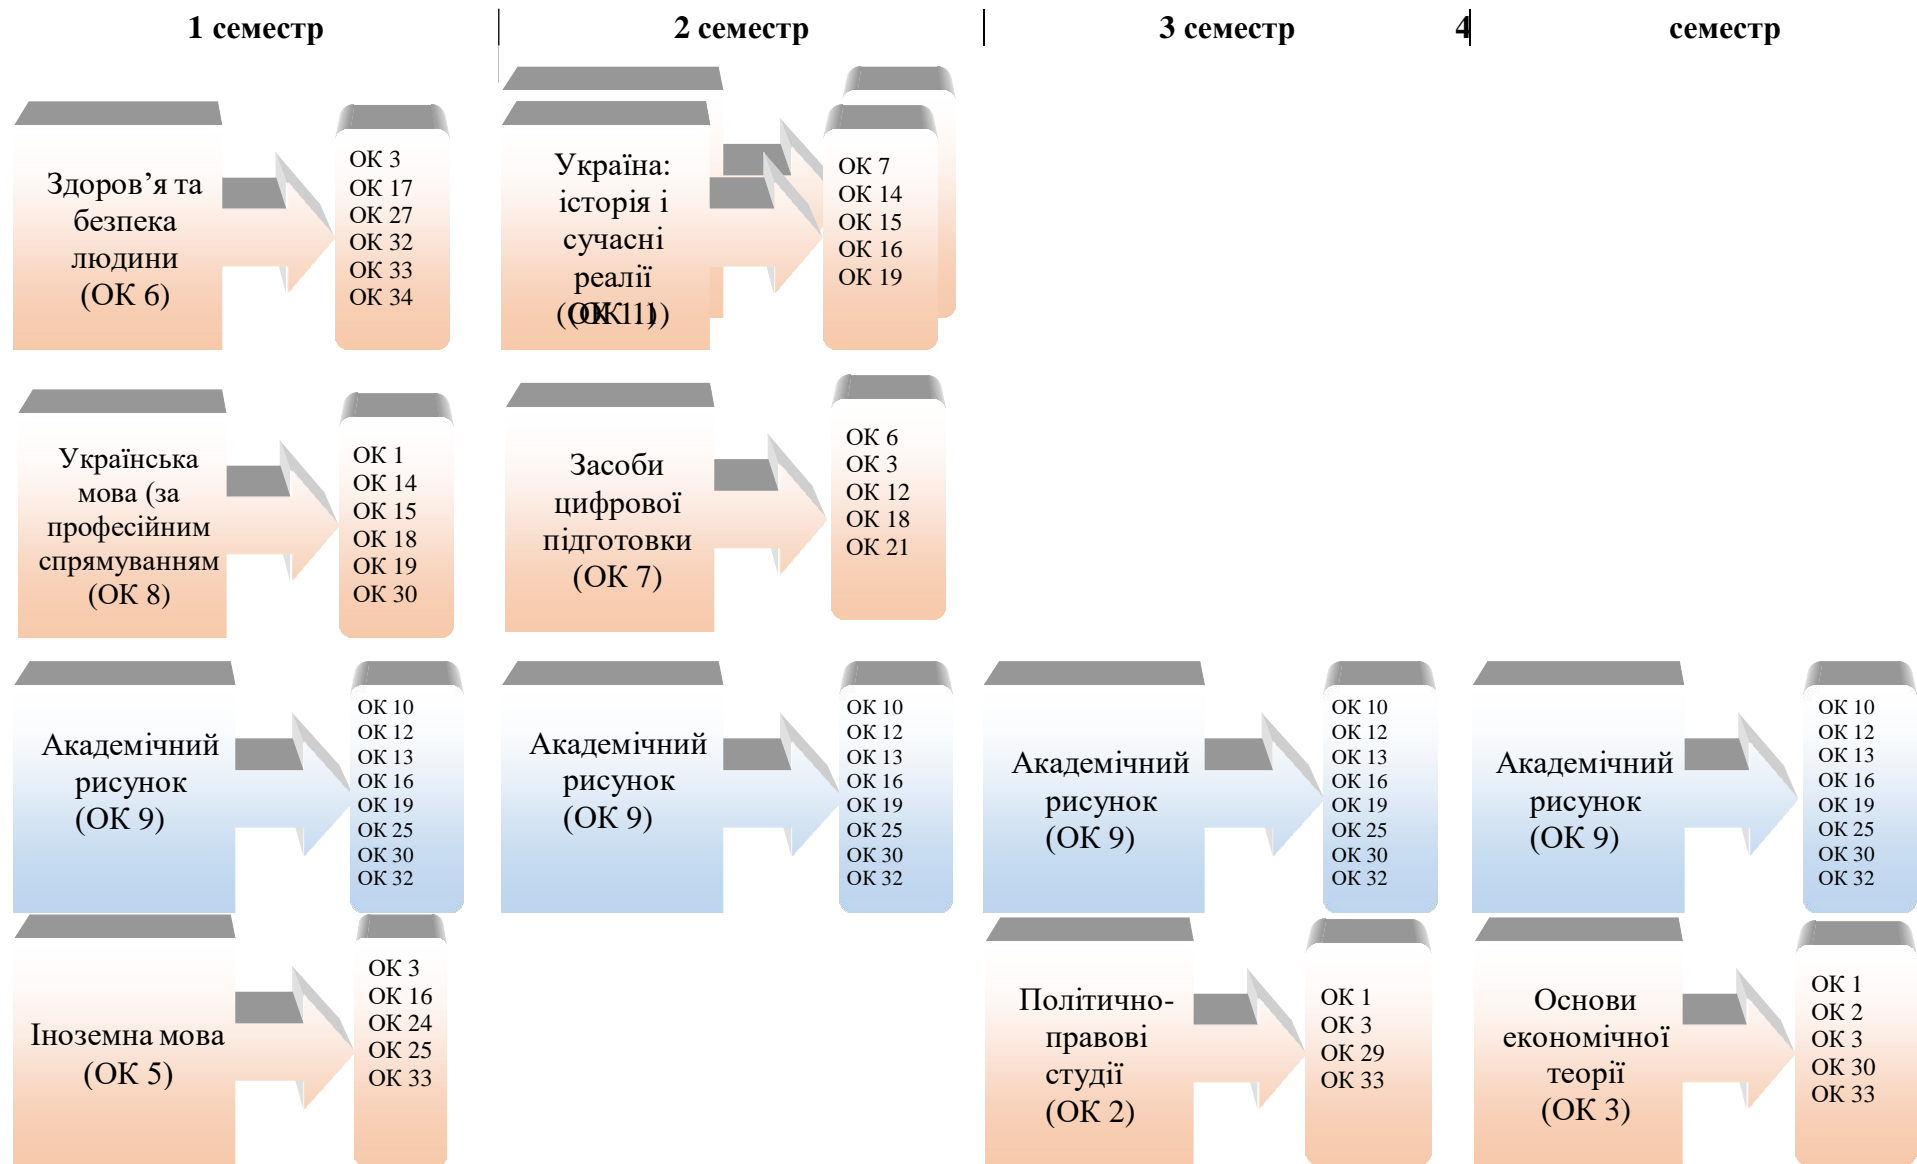 1 семестр
2 семестр
3 семестр
4 семестр
Здоров’я та
безпека
людини
(ОК 6)
ОК 3
ОК 17
ОК 27
ОК 32
ОК 33
ОК 34
Україна:
історія і
сучасні
реалії
ОК 7
ОК 14
ОК 15
ОК 16
ОК 19
Українська
мова (за
професійним
спрямуванням
(ОК 8)
ОК 1
ОК 14
ОК 15
ОК 18
ОК 19
ОК 30
Засоби
цифрової
підготовки
(ОК 7)
ОК 6
ОК 3
ОК 12
ОК 18
ОК 21
Академічний
рисунок
(ОК 9)
ОК 10
ОК 12
ОК 13
ОК 16
ОК 19
ОК 25
ОК 30
ОК 32
Академічний
рисунок
(ОК 9)
ОК 10
ОК 12
ОК 13
ОК 16
ОК 19
ОК 25
ОК 30
ОК 32
Академічний
рисунок
(ОК 9)
ОК 10
ОК 12
ОК 13
ОК 16
ОК 19
ОК 25
ОК 30
ОК 32
Академічний
рисунок
(ОК 9)
ОК 10
ОК 12
ОК 13
ОК 16
ОК 19
ОК 25
ОК 30
ОК 32
Іноземна мова
(ОК 5)
ОК 3
ОК 16
ОК 24
ОК 25
ОК 33
Політично-
правові
студії
(ОК 2)
ОК 1
ОК 3
ОК 29
ОК 33
Основи
економічної
теорії
(ОК 3)
ОК 1
ОК 2
ОК 3
ОК 30
ОК 33